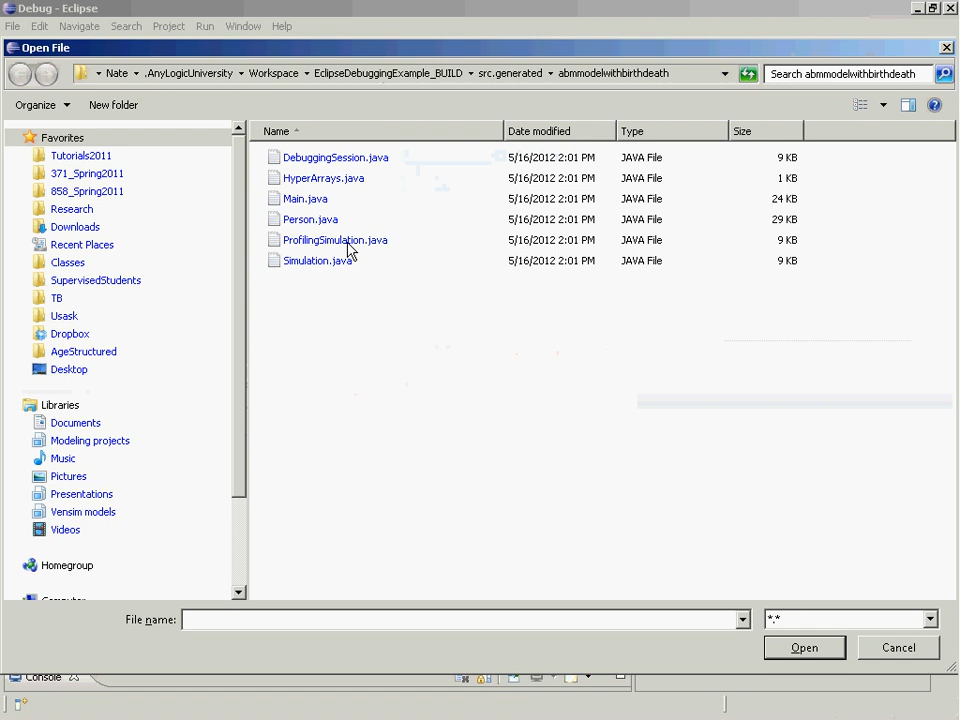 Debug - Eclipse
File Edit Navigate Search Project Run Window Help
Open File
Nate .AnyLogicUniversity Workspace EclipseDebuggingExample_BUILD src.generated abmmodelwithbirthdeath Search abmmodelwithbirthdeath
Organize New folder
Name Date modified Type Size
Favorites
Tutorials2011
371_Spring2011
858_Spring2011
Research
Downloads
Recent Places
Classes
SupervisedStudents
TB
Usask
Dropbox
AgeStructured
Desktop
Libraries
Documents
Modeling projects
Music
Pictures
Presentations
Vensim models
Videos
Homegroup
DebuggingSession.java 5/16/2012 2:01 PM JAVA File 9 KB
HyperArrays.java 5/16/2012 2:01 PM JAVA File 1 KB
Main.java 5/16/2012 2:01 PM JAVA File 24 KB
Person.java 5/16/2012 2:01 PM JAVA File 29 KB
ProfilingSimulation.java 5/16/2012 2:01 PM JAVA File 9 KB
Simulation.java 5/16/2012 2:01 PM JAVA File 9 KB
File name: *.*
Open Cancel
Console